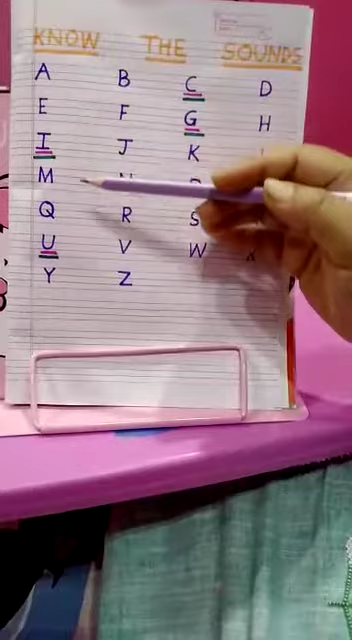 KNOW THE SOUNDS
A B C D
E F G H
I J K
M
Q R S
U V W
Y Z